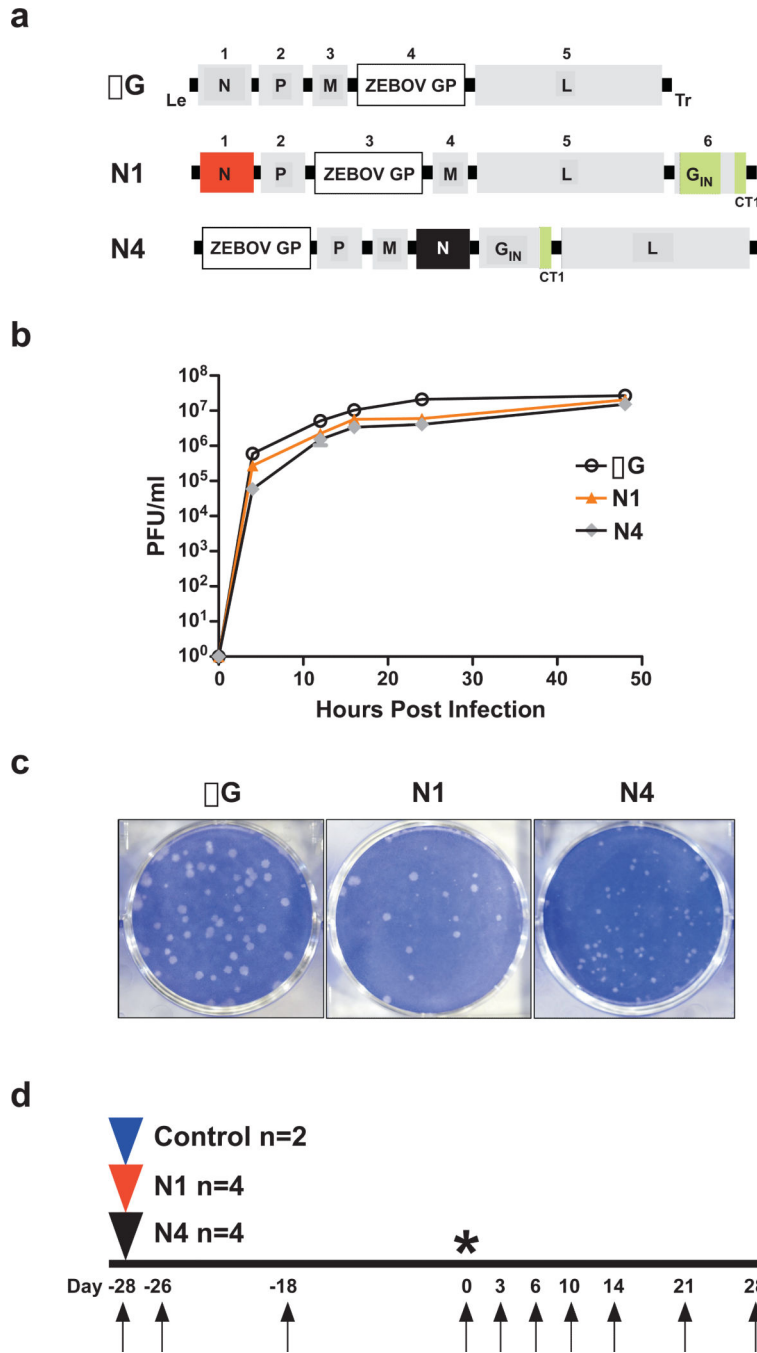 a
1 2 3 4 5
▯G N P M ZEBOV GP L
Le Tr
1 2 3 4 5 6
N1 N P ZEBOV GP M L GIN
CT1
N4 ZEBOV GP P M N GIN L
CT1
b
10⁸
10⁷
10⁶
10⁵
10⁴
10³
10²
10¹
10⁰
PFU/ml
▯G
N1
N4
0 10 20 30 40 50
Hours Post Infection
c
▯G N1 N4
d
Control n=2
N1 n=4
N4 n=4
*
Day -28 -26 -18 0 3 6 10 14 21 28